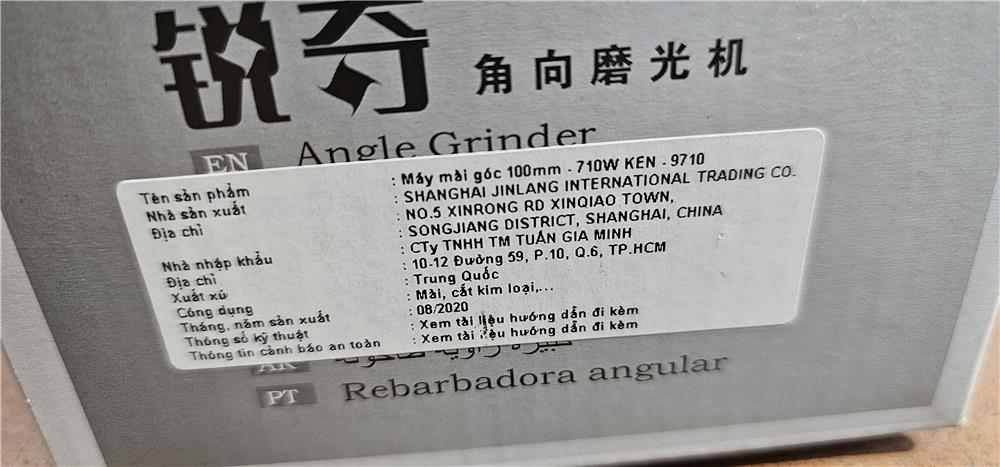 锐奇 角向磨光机
EN Angle Grinder
Tên sản phẩm : Máy mài góc 100mm - 710W KEN - 9710
Nhà sản xuất : SHANGHAI JINLANG INTERNATIONAL TRADING CO.
Địa chỉ : NO.5 XINRONG RD XINQIAO TOWN,
SONGJIANG DISTRICT, SHANGHAI, CHINA
Nhà nhập khẩu : CTy TNHH TM TUẤN GIA MINH
Địa chỉ : 10-12 Đường 59, P.10, Q.6, TP.HCM
Xuất xứ : Trung Quốc
Công dụng : Mài, cắt kim loại,...
Tháng, năm sản xuất : 08/2020
Thông số kỹ thuật : Xem tài liệu hướng dẫn đi kèm
Thông tin cảnh báo an toàn : Xem tài liệu hướng dẫn đi kèm
AR
PT Rebarbadora angular